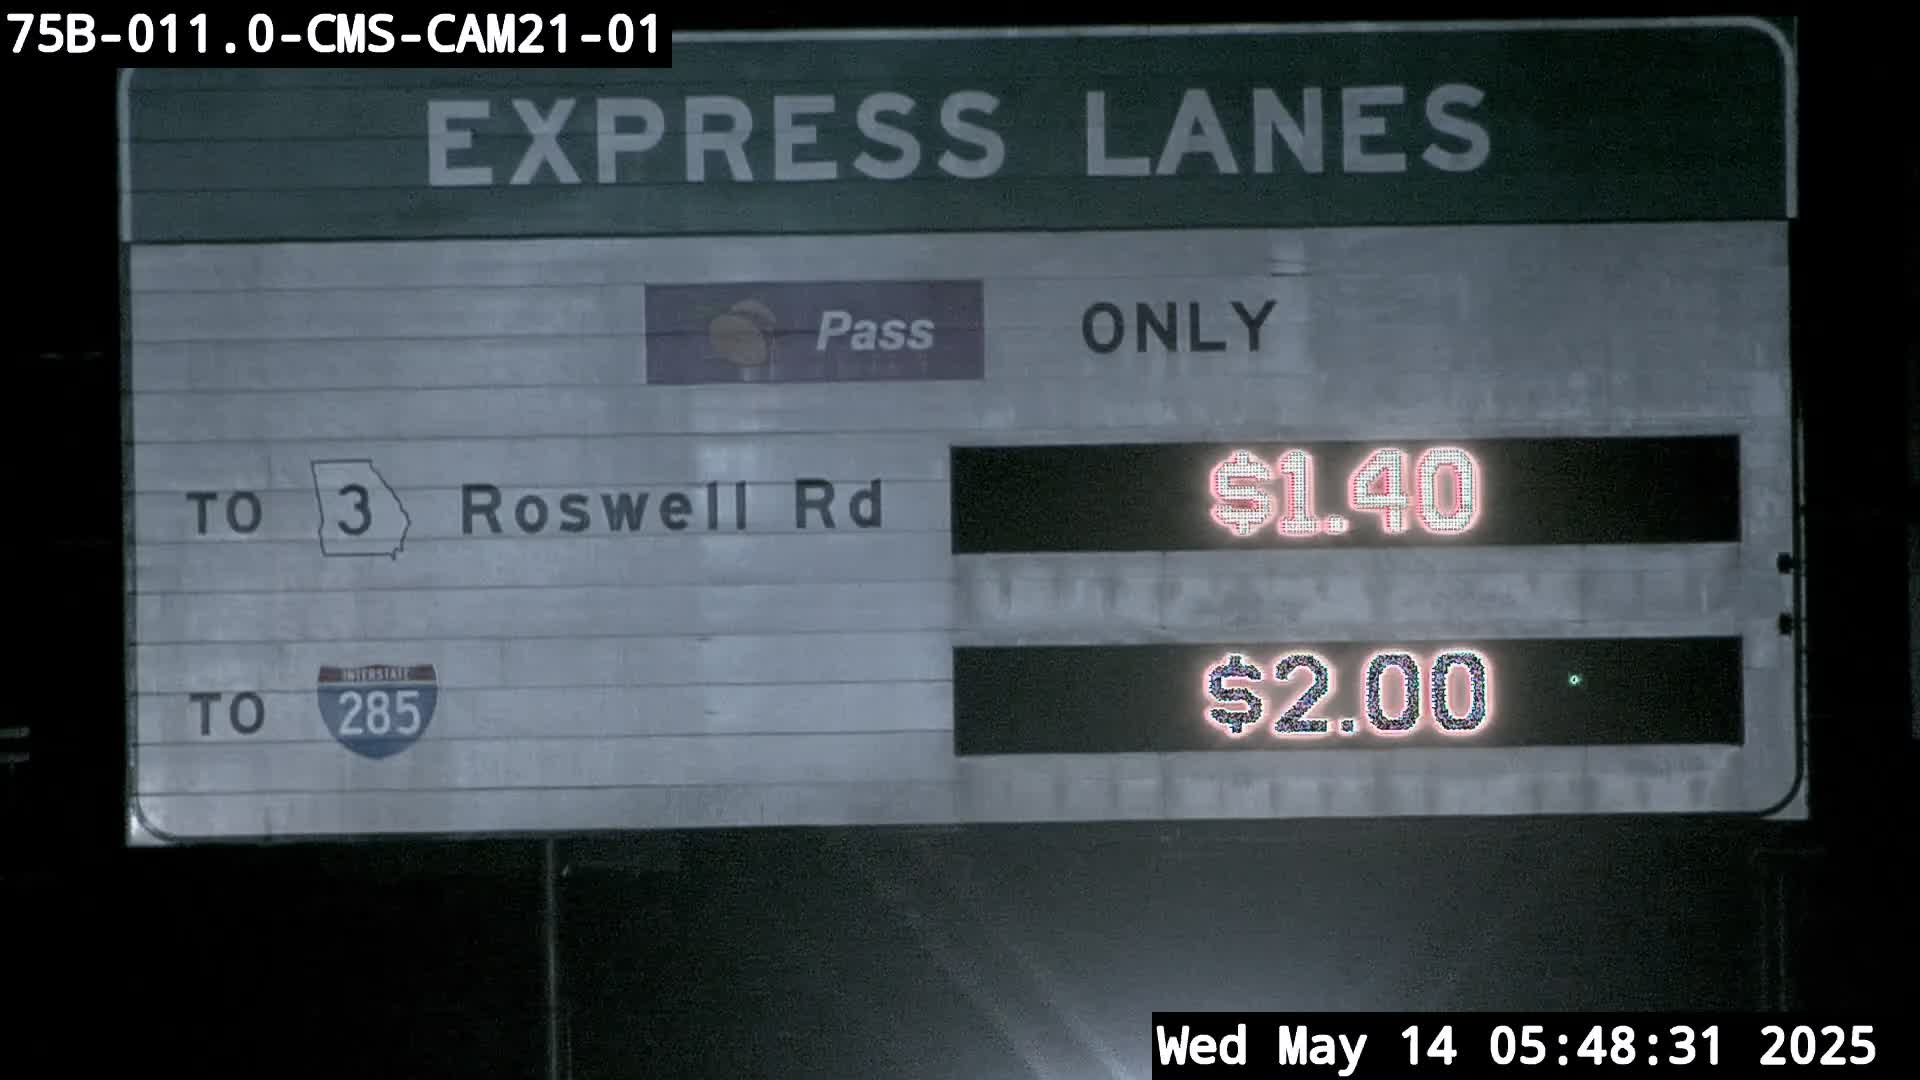 75B-011.0-CMS-CAM21-01
EXPRESS LANES
Pass ONLY
TO 3 Roswell Rd $1.40
INTERSTATE
TO 285 $2.00
Wed May 14 05:48:31 2025